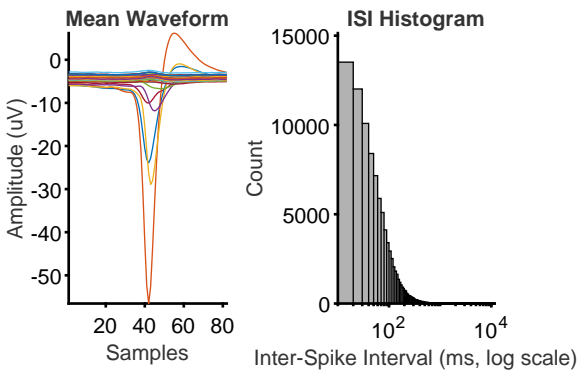 Mean Waveform
Amplitude (uV)
0
-10
-20
-30
-40
-50
20
40
60
80
Samples
ISI Histogram
Count
15000
10000
5000
0
10^2
10^4
Inter-Spike Interval (ms, log scale)